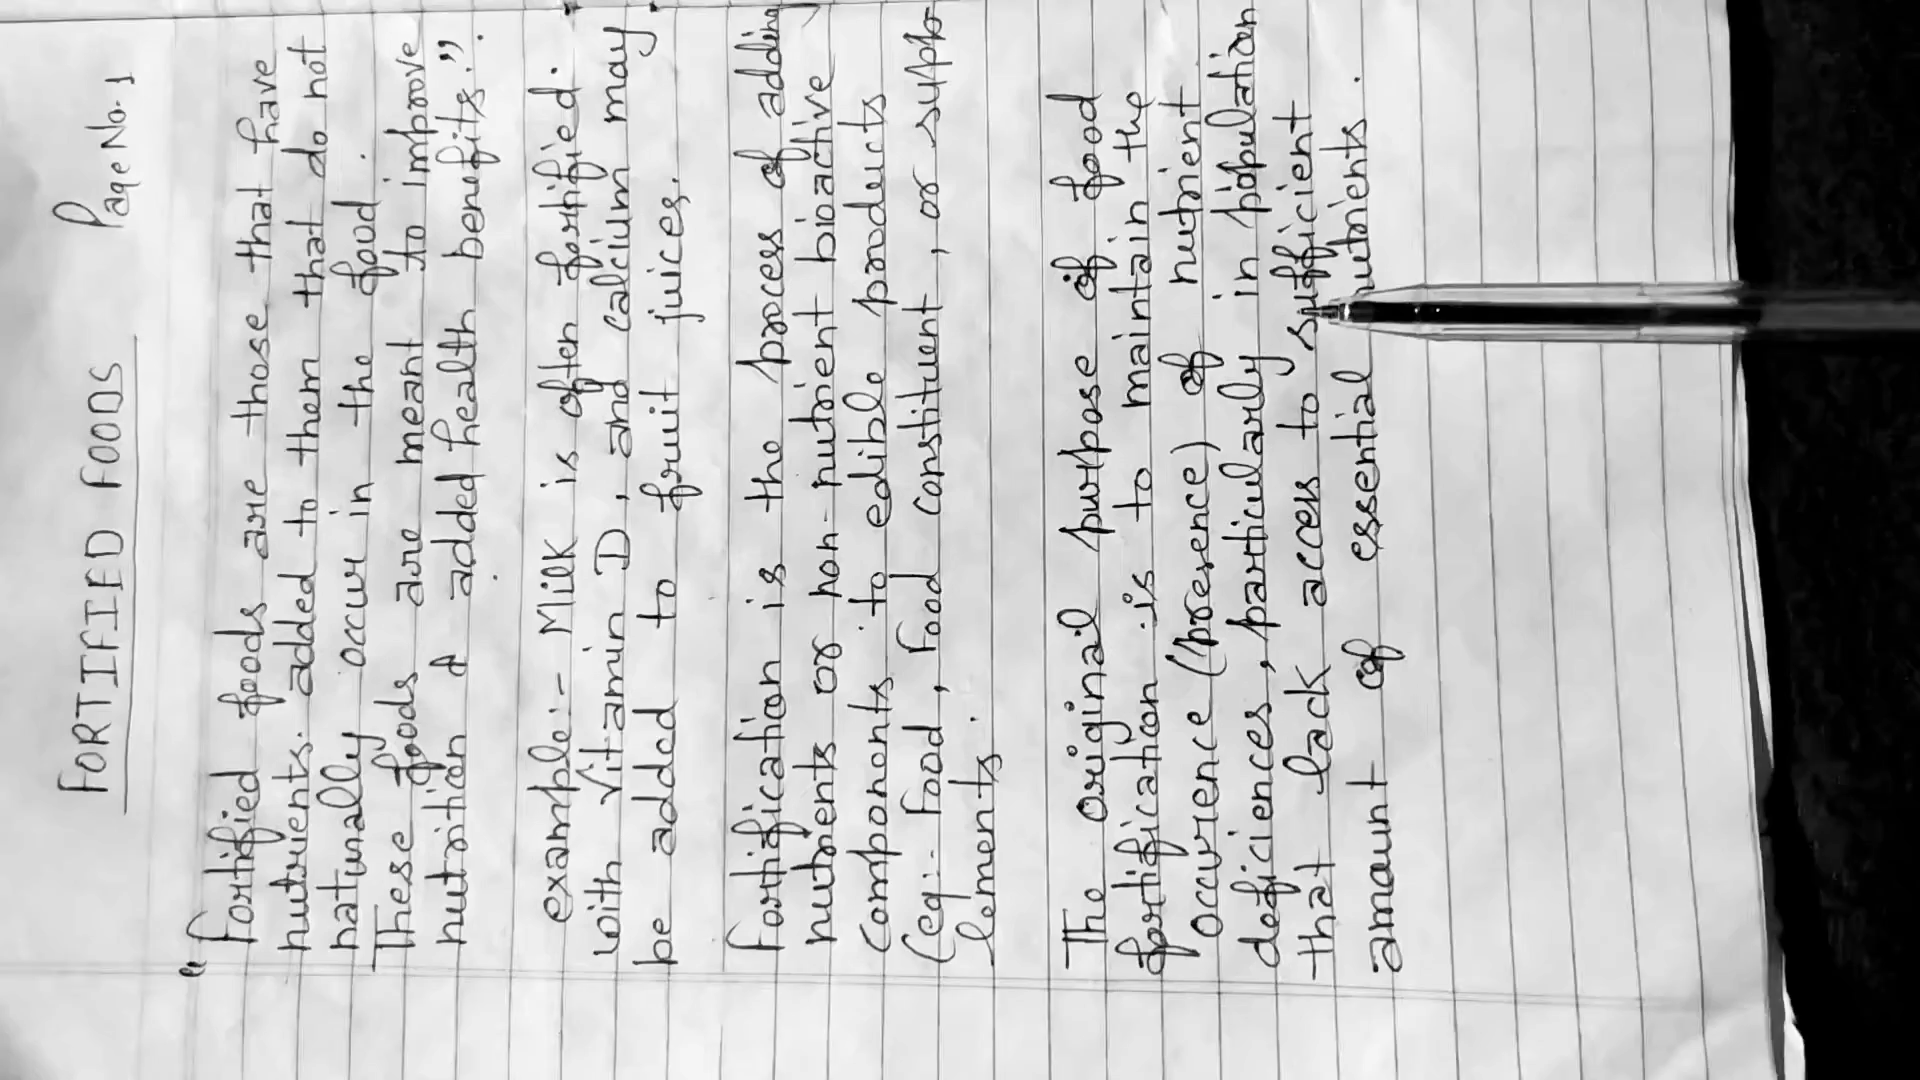 Page No. 1
FORTIFIED FOODS
"Fortified foods are those that have
nutrients. added to them that do not
naturally occur in the food.
These foods are meant to improve
nutrition & added health benefits."
example:- Milk is often fortified.
with vitamin D, and calcium may
be added to fruit juices.
Fortification is the process of adding
nutrients or non-nutrient bioactive
components to edible products
(eg:- Food, Food constituent, or supp
lements.
The original purpose of food
fortification is to maintain the
occurience (presence) of nutrient
deficiences, particularly in population
that lack access to sufficient
amount of essential nutrients.